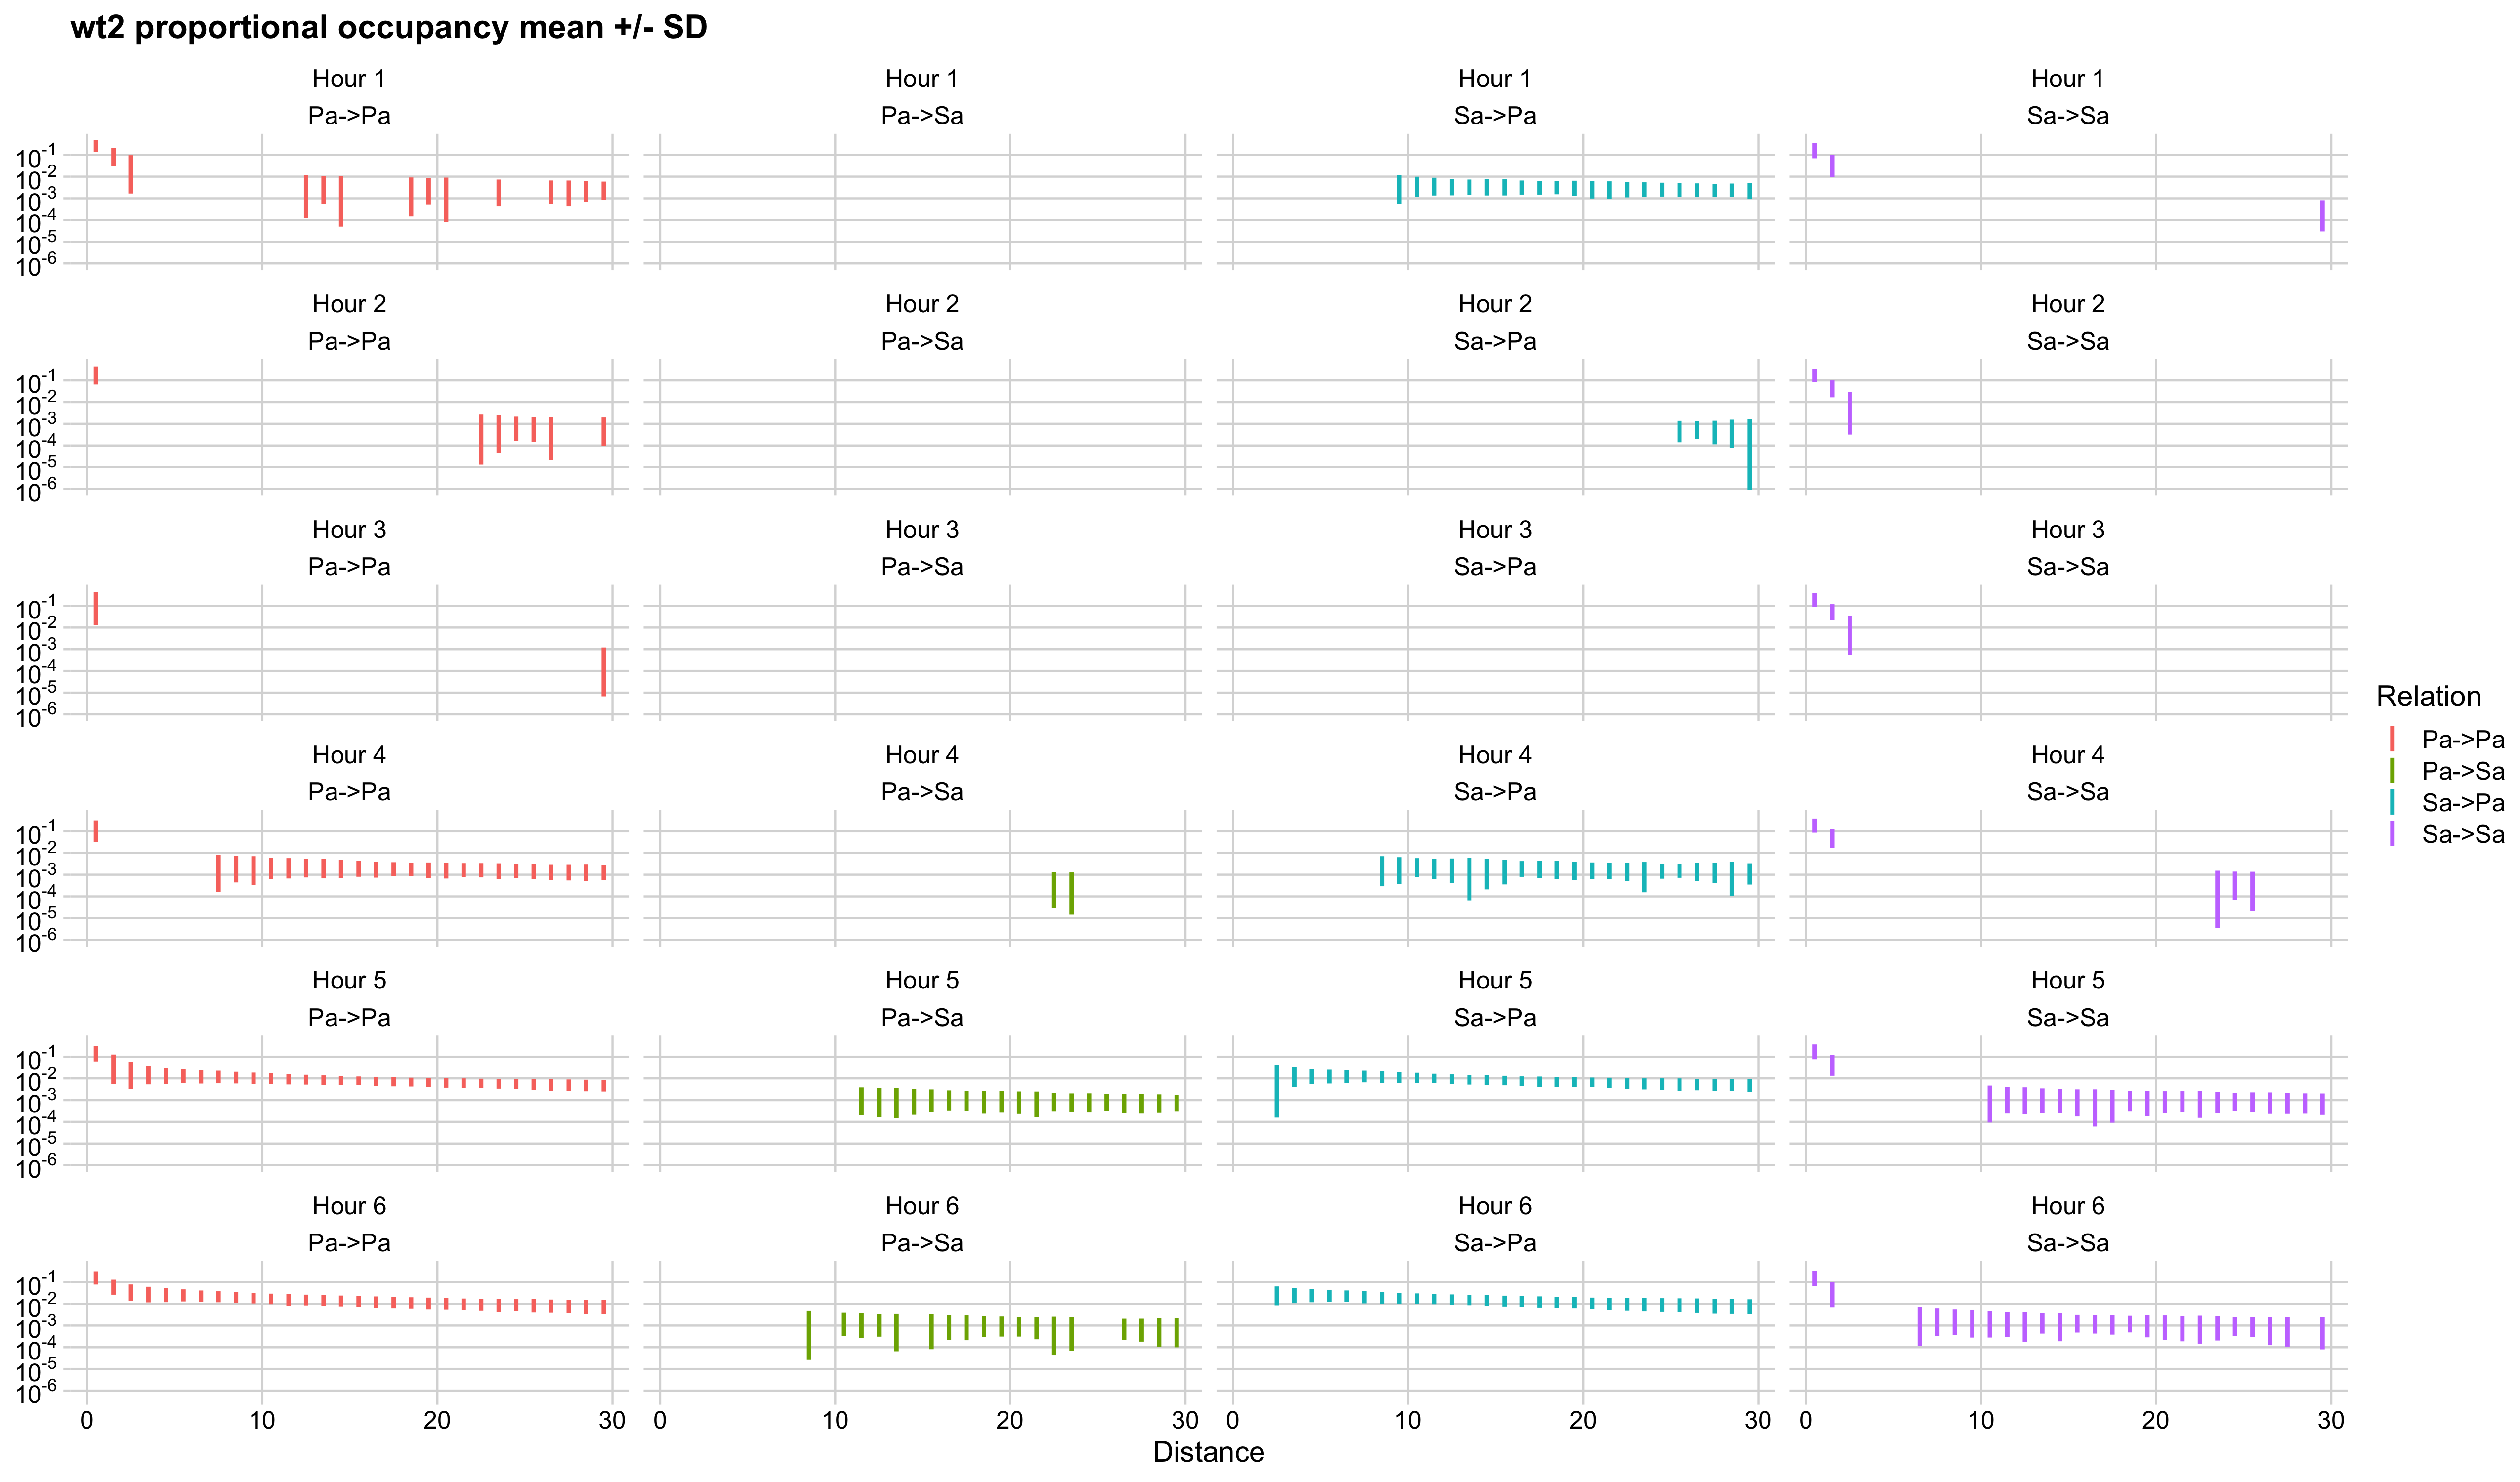 wt2 proportional occupancy mean +/- SD
Hour 1 Hour 1 Hour 1 Hour 1
Pa->Pa Pa->Sa Sa->Pa Sa->Sa
10-1
10-2
10-3
10-4
10-5
10-6
Hour 2 Hour 2 Hour 2 Hour 2
Pa->Pa Pa->Sa Sa->Pa Sa->Sa
10-1
10-2
10-3
10-4
10-5
10-6
Hour 3 Hour 3 Hour 3 Hour 3
Pa->Pa Pa->Sa Sa->Pa Sa->Sa
10-1
10-2
10-3
10-4
10-5
10-6
Hour 4 Hour 4 Hour 4 Hour 4
Pa->Pa Pa->Sa Sa->Pa Sa->Sa
10-1
10-2
10-3
10-4
10-5
10-6
Hour 5 Hour 5 Hour 5 Hour 5
Pa->Pa Pa->Sa Sa->Pa Sa->Sa
10-1
10-2
10-3
10-4
10-5
10-6
Hour 6 Hour 6 Hour 6 Hour 6
Pa->Pa Pa->Sa Sa->Pa Sa->Sa
10-1
10-2
10-3
10-4
10-5
10-6
0 10 20 30 0 10 20 30 0 10 20 30 0 10 20 30
Distance
Relation
Pa->Pa
Pa->Sa
Sa->Pa
Sa->Sa